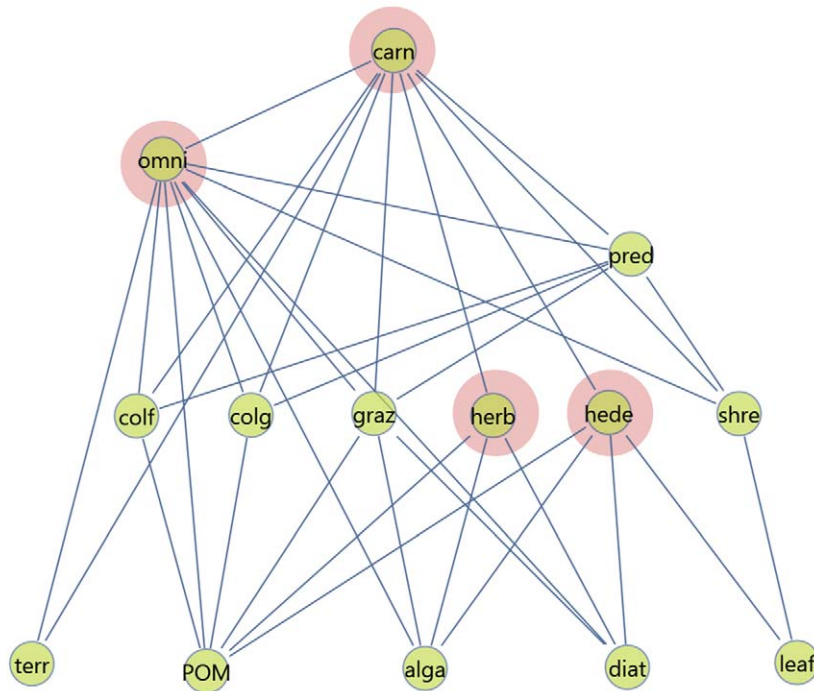 carn
omni
pred
colf
colg
graz
herb
hede
shre
terr
POM
alga
diat
leaf